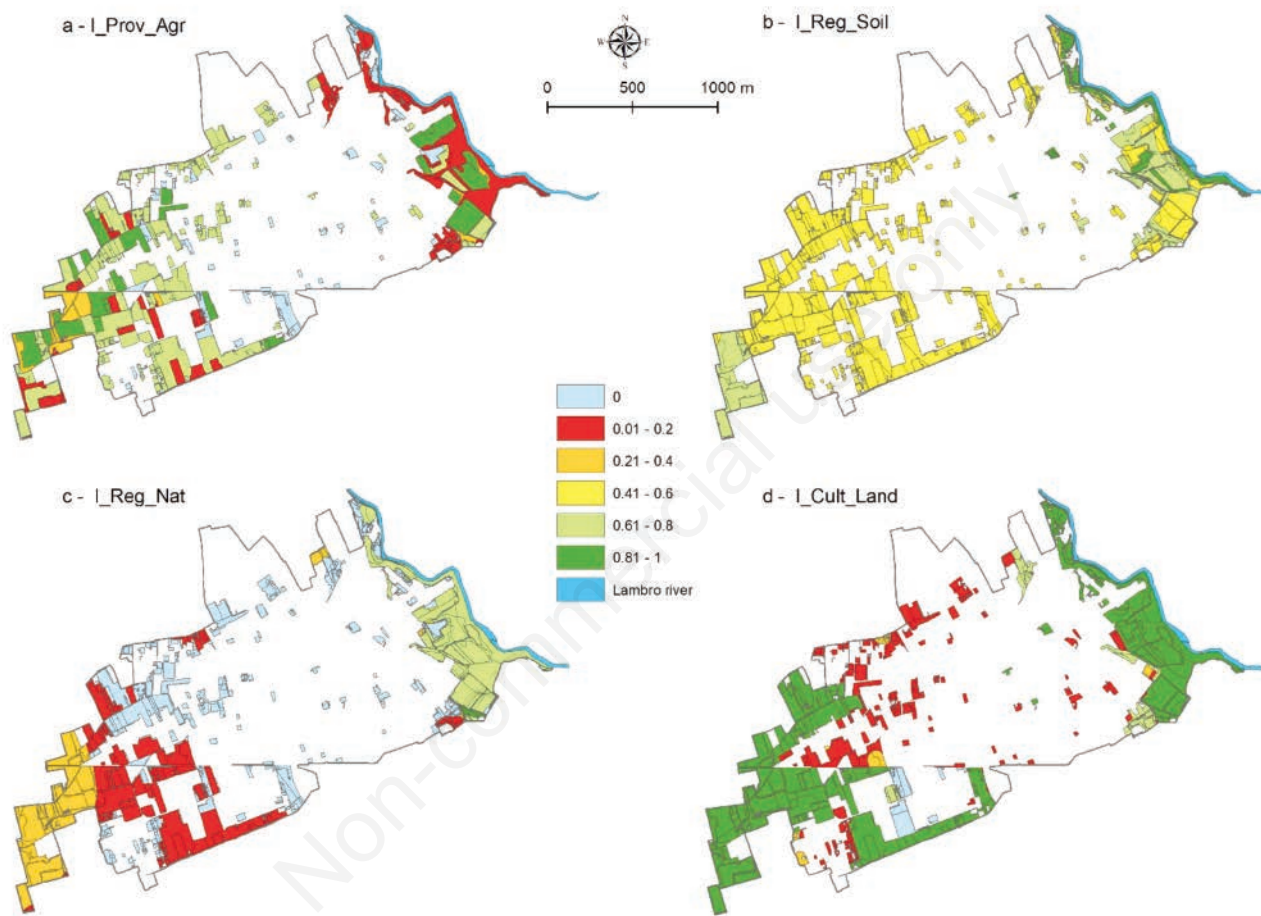 a - I_Prov_Agr
b - I_Reg_Soil
N
W
E
S
0 500 1000 m
0
0.01 - 0.2
0.21 - 0.4
0.41 - 0.6
0.61 - 0.8
0.81 - 1
Lambro river
c - I_Reg_Nat
d - I_Cult_Land
Non-commercial use only